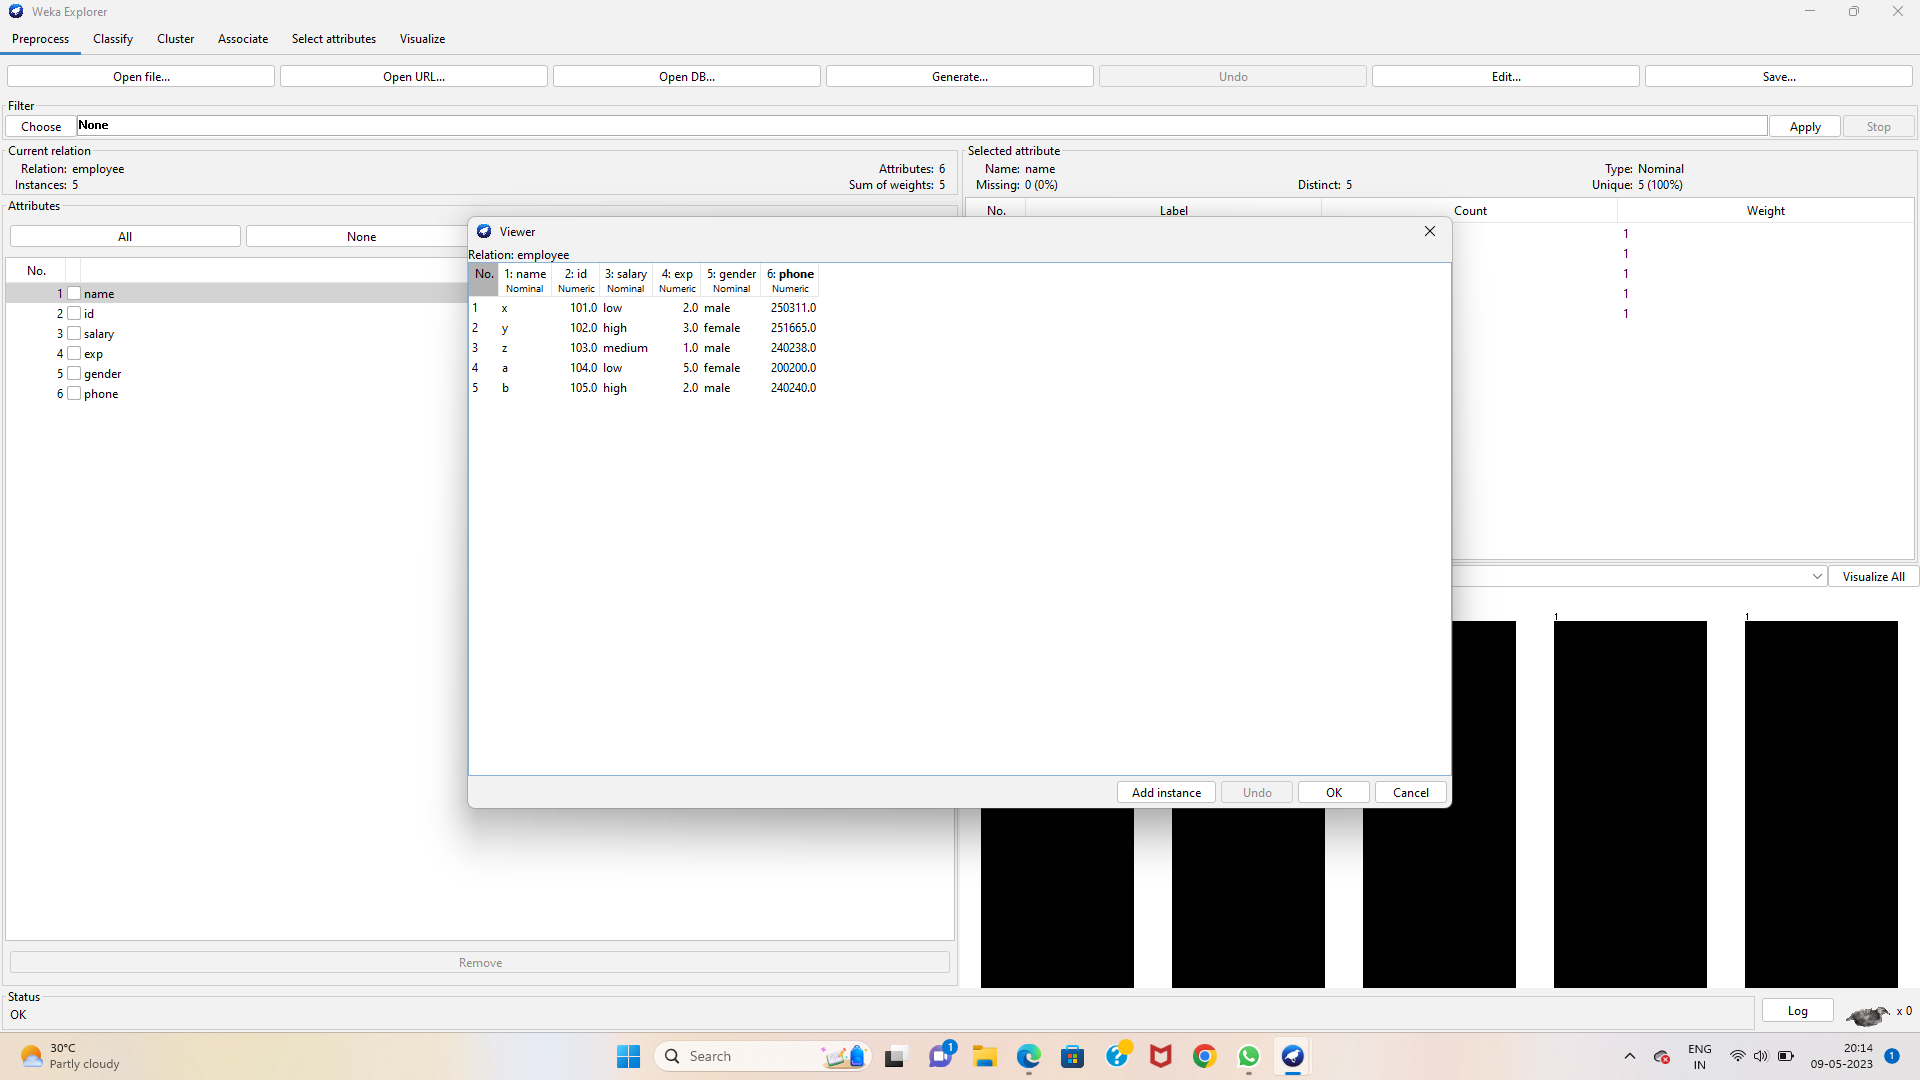 Weka Explorer
Preprocess Classify Cluster Associate Select attributes Visualize
Open file... Open URL... Open DB... Generate... Undo Edit... Save...
Filter
Choose None Apply Stop
Current relation
Relation: employee Attributes: 6
Instances: 5 Sum of weights: 5
Selected attribute
Name: name Type: Nominal
Missing: 0 (0%) Distinct: 5 Unique: 5 (100%)
Attributes
All None
No.
1 name
2 id
3 salary
4 exp
5 gender
6 phone
Remove
No. Label Count Weight
1
1
1
1
1
Viewer
Relation: employee
No. 1: name 2: id 3: salary 4: exp 5: gender 6: phone
Nominal Numeric Nominal Numeric Nominal Numeric
1 x 101.0 low 2.0 male 250311.0
2 y 102.0 high 3.0 female 251665.0
3 z 103.0 medium 1.0 male 240238.0
4 a 104.0 low 5.0 female 200200.0
5 b 105.0 high 2.0 male 240240.0
Add instance Undo OK Cancel
Visualize All
1 1
Status
OK
Log x 0
30°C
Partly cloudy
Search
1
ENG
IN
20:14
09-05-2023
1